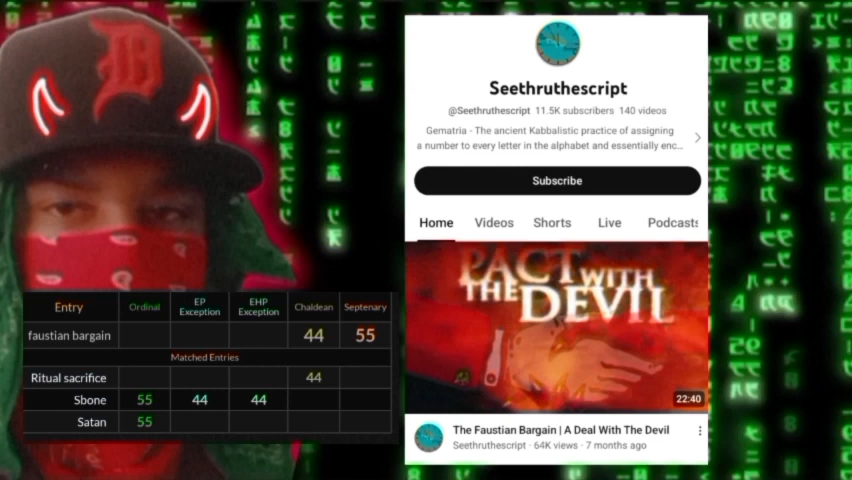 D
Entry Ordinal EP Exception EHP Exception Chaldean Septenary
faustian bargain 44 55
Matched Entries
Ritual sacrifice 44
Sbone 55 44 44
Satan 55
Seethruthescript
@Seethruthescript 11.5K subscribers 140 videos
Gematria - The ancient Kabbalistic practice of assigning
a number to every letter in the alphabet and essentially enc...
Subscribe
Home Videos Shorts Live Podcasts
PACT WITH
THE DEVIL
22:40
The Faustian Bargain | A Deal With The Devil
Seethruthescript · 64K views · 7 months ago